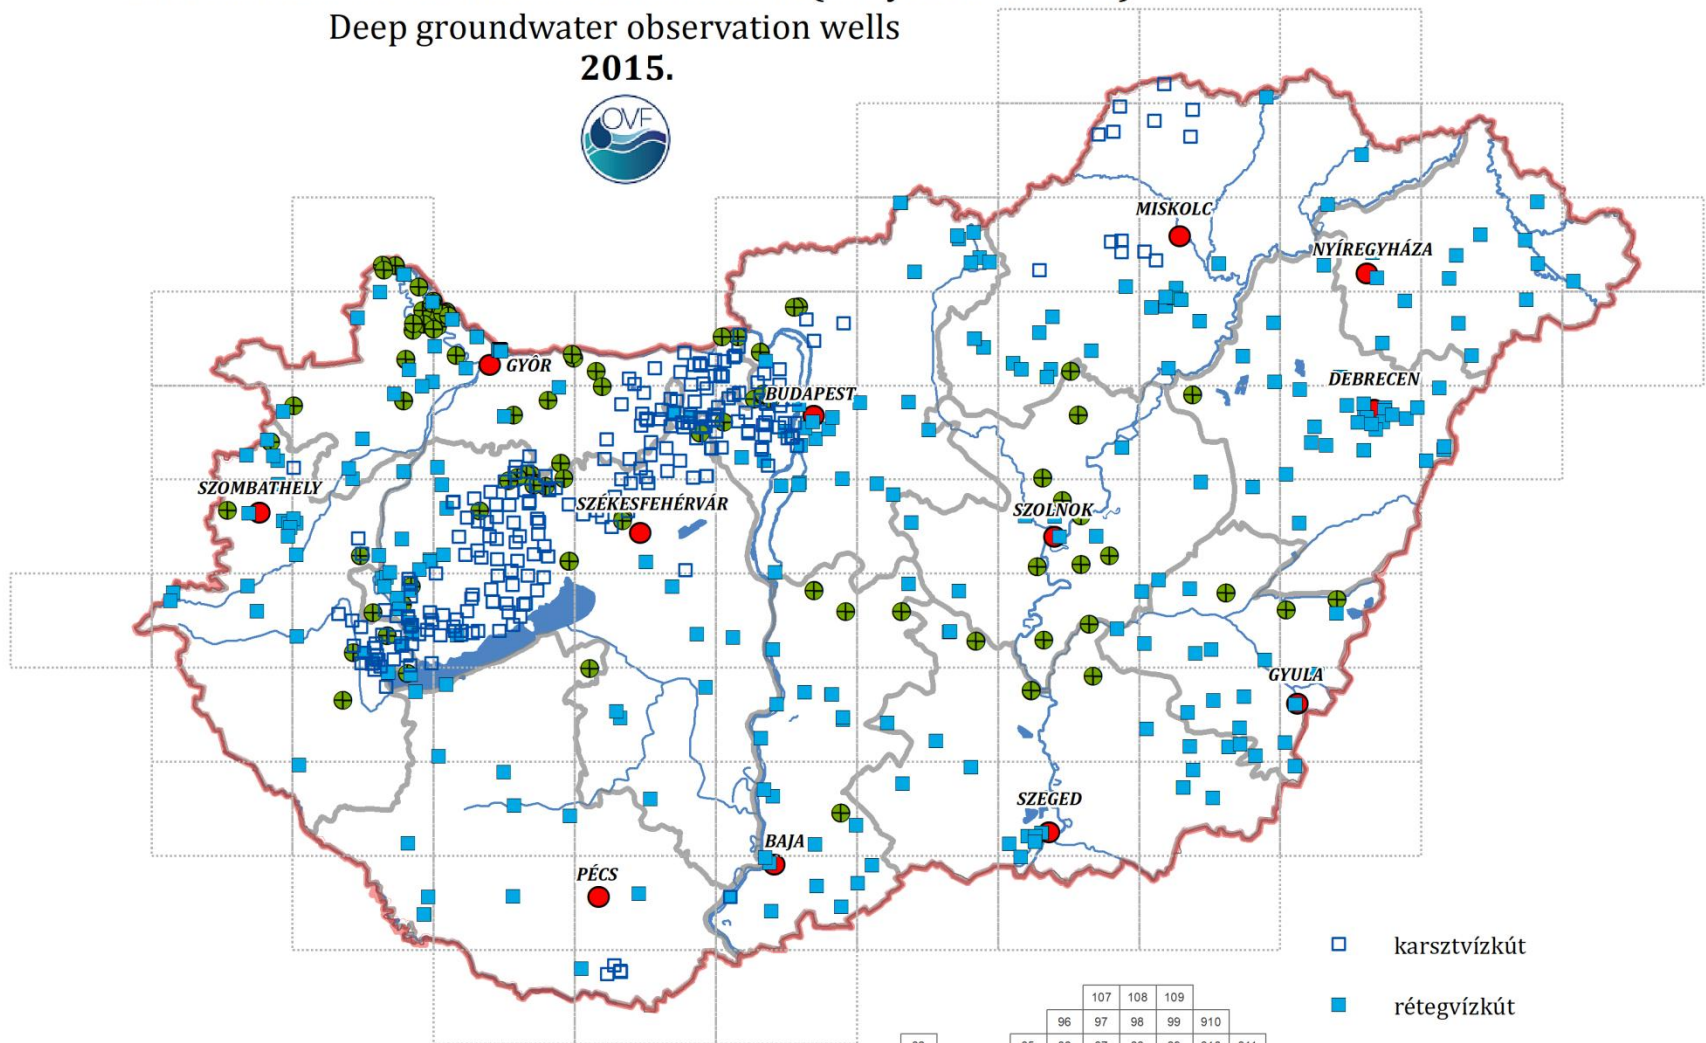 Deep groundwater observation wells
2015.
OVF
MISKOLC
NYÍREGYHÁZA
GYŐR
BUDAPEST
DEBRECEN
SZOMBATHELY
SZÉKESFEHÉRVÁR
SZOLNOK
GYULA
SZEGED
BAJA
PÉCS
karsztvízkút
rétegvízkút
107 108 109
96 97 98 99 910